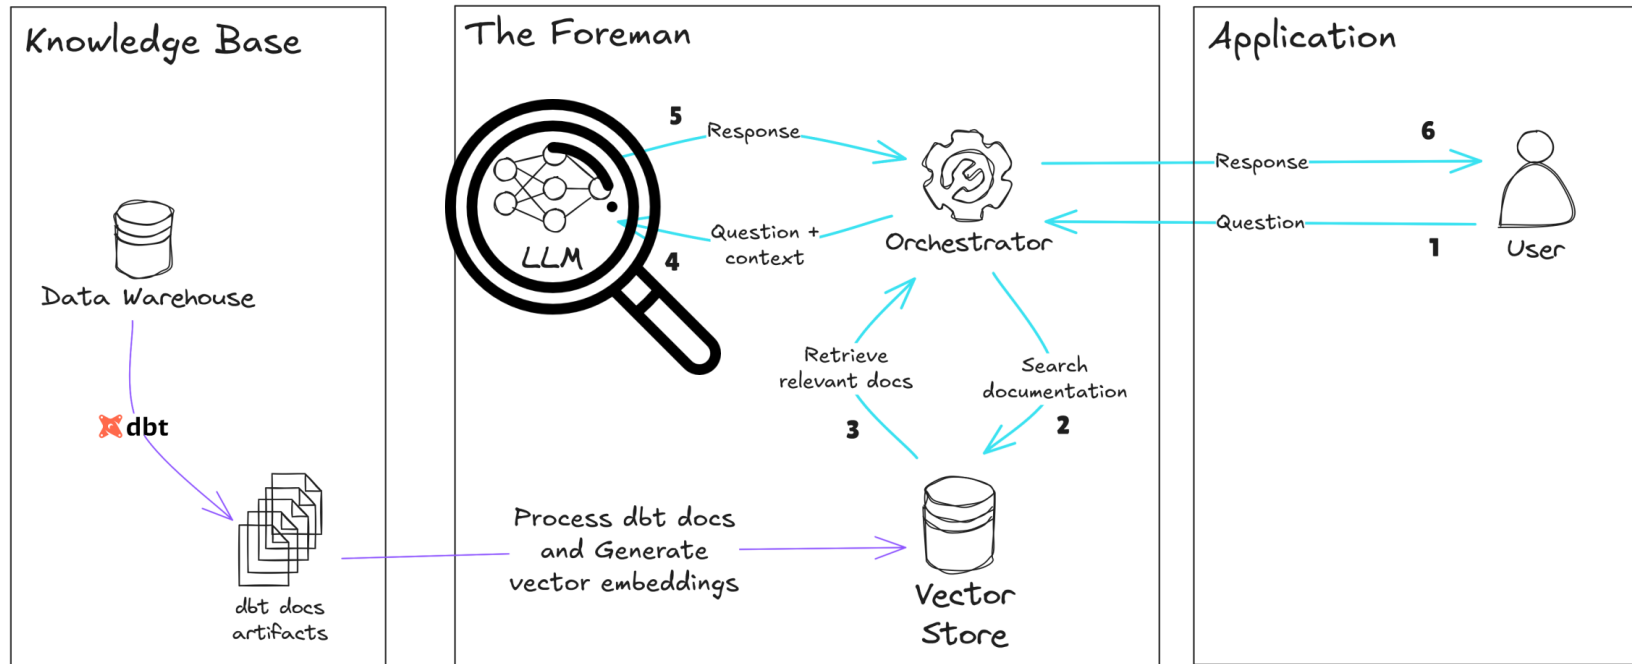 Knowledge Base
Data Warehouse
dbt
dbt docs
artifacts
The Foreman
5
Response
LLM
Question +
context
4
Orchestrator
Retrieve
relevant docs
3
Search
documentation
2
Process dbt docs
and Generate
vector embeddings
Vector
Store
Application
6
Response
Question
1
User